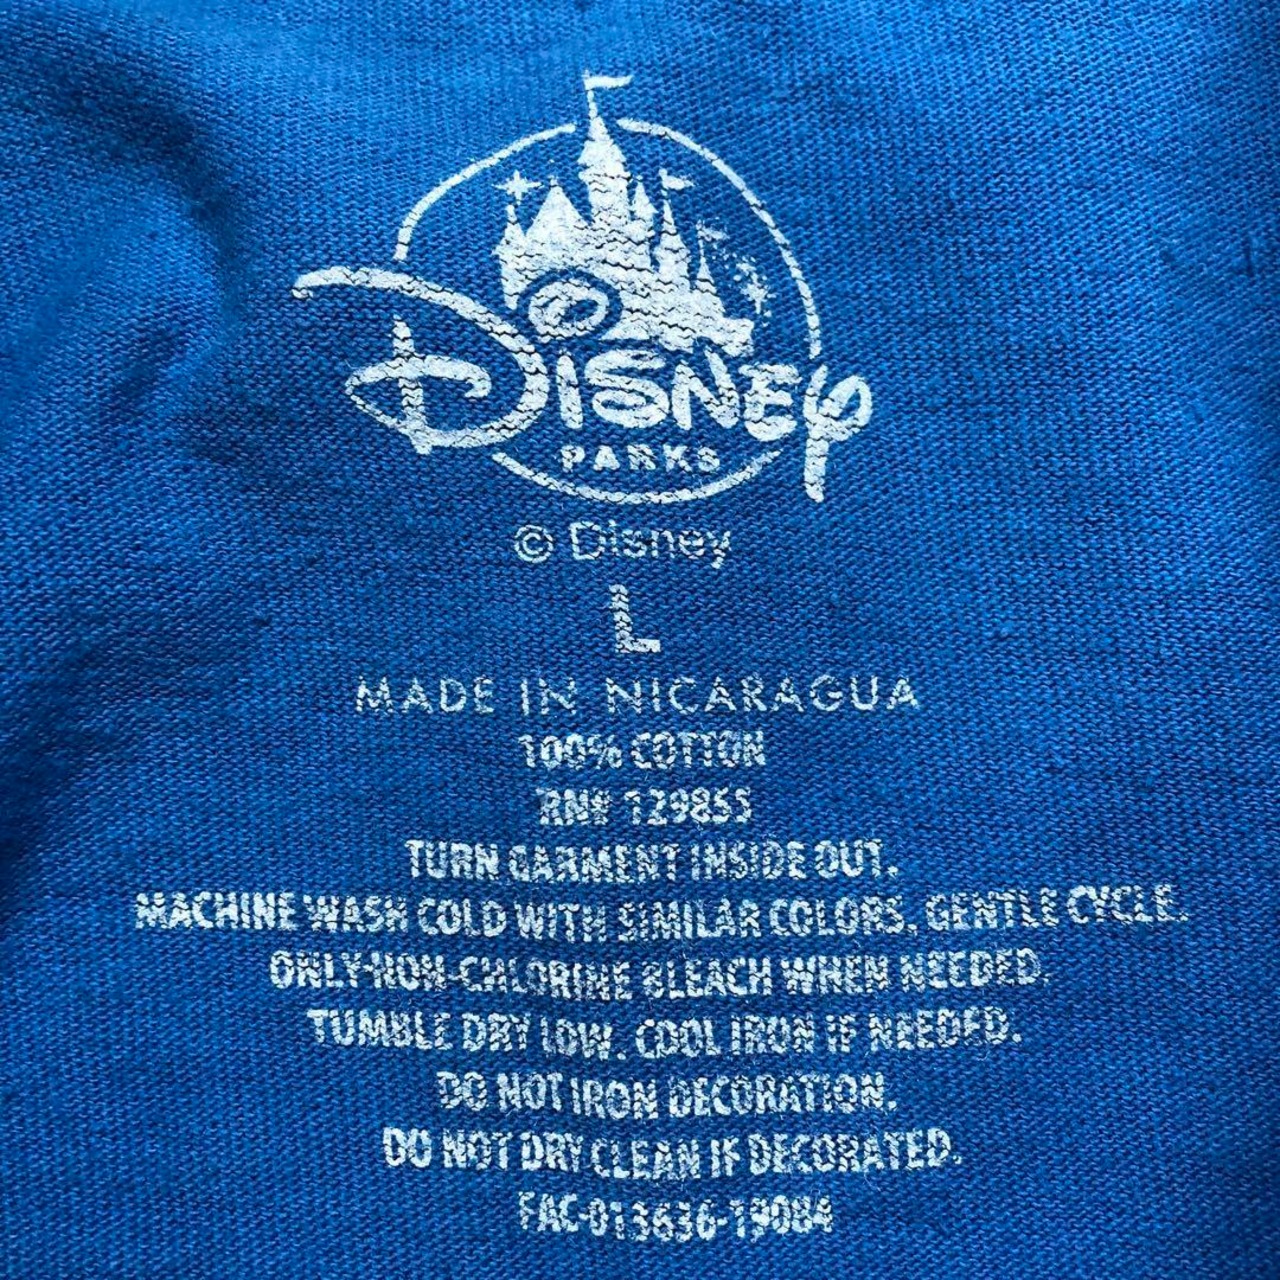 Disney
PARKS
© Disney
L
MADE IN NICARAGUA
100% COTTON
RN# 129855
TURN GARMENT INSIDE OUT.
MACHINE WASH COLD WITH SIMILAR COLORS. GENTLE CYCLE.
ONLY NON-CHLORINE BLEACH WHEN NEEDED.
TUMBLE DRY LOW. COOL IRON IF NEEDED.
DO NOT IRON DECORATION.
DO NOT DRY CLEAN IF DECORATED.
FAC-013636-19084